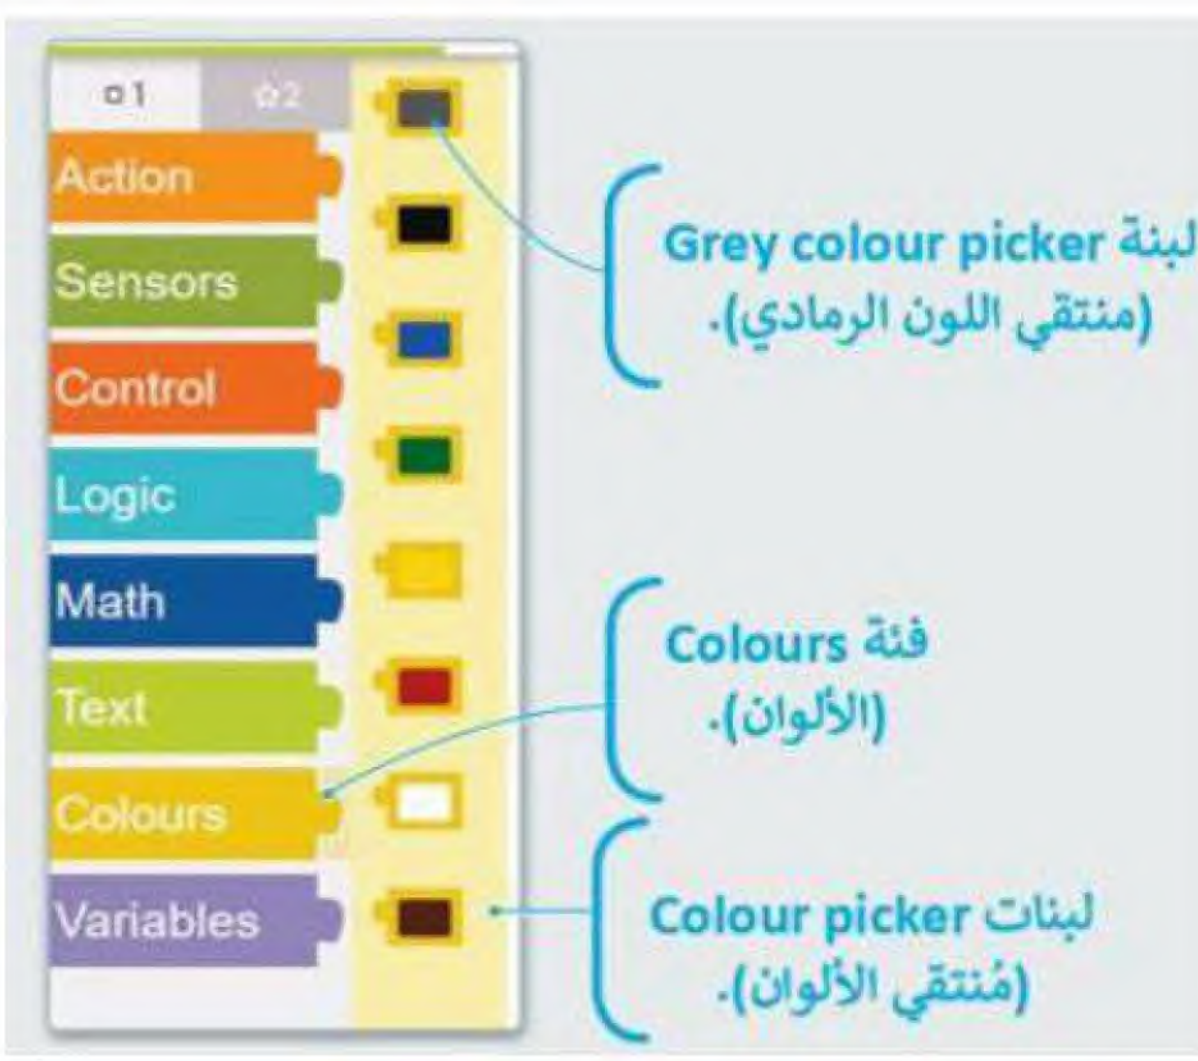 1
2
Action
Sensors
Control
Logic
Math
Text
Colours
Variables
لبنة Grey colour picker
(منتقي اللون الرمادي).
فئة Colours
(الألوان).
لبنات Colour picker
(مُنتقي الألوان).